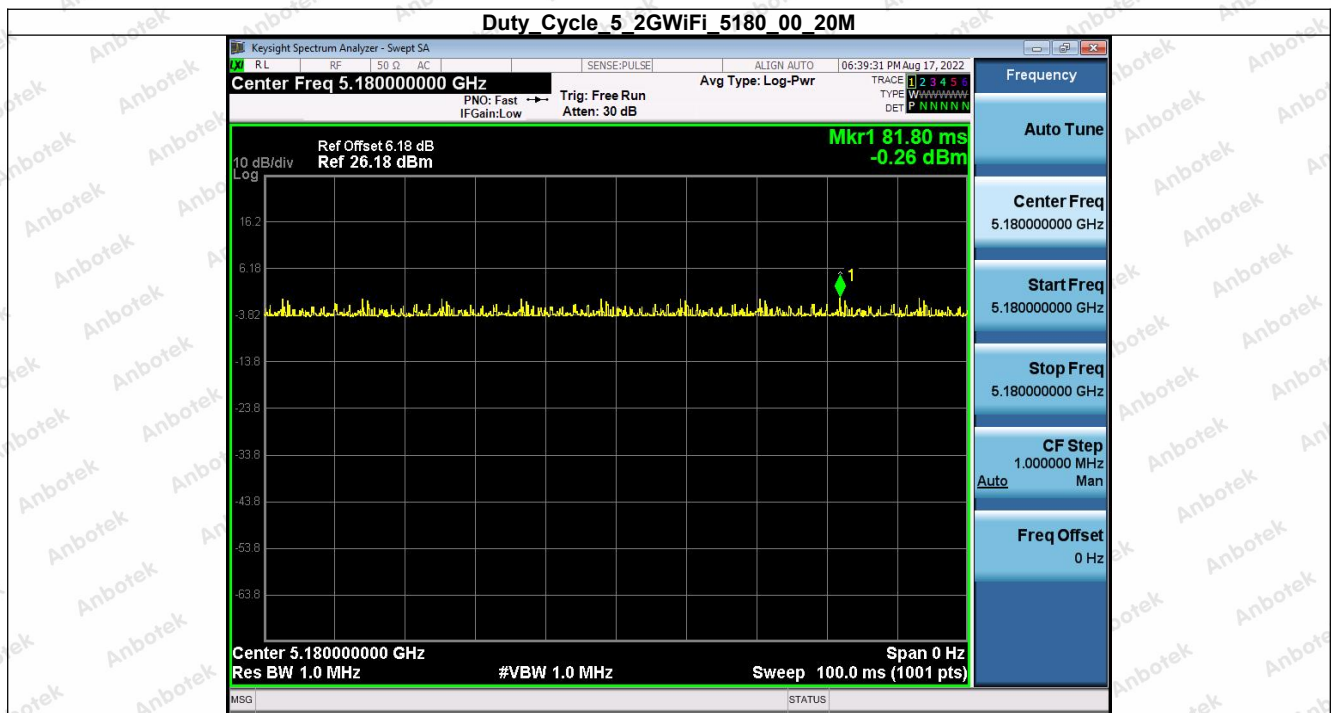 Duty_Cycle_5_2GWiFi_5180_00_20M
Keysight Spectrum Analyzer - Swept SA
LXI RL RF 50 Ω AC SENSE:PULSE ALIGN AUTO 06:39:31 PM Aug 17, 2022
Center Freq 5.180000000 GHz
PNO: Fast
IFGain:Low
Trig: Free Run
Atten: 30 dB
Avg Type: Log-Pwr
TRACE 1 2 3 4 5 6
TYPE WWWWWW
DET P N N N N N
Mkr1 81.80 ms
-0.26 dBm
Ref Offset 6.18 dB
10 dB/div Ref 26.18 dBm
Log
16.2
6.18
-3.82
-13.8
-23.8
-33.8
-43.8
-53.8
-63.8
1
Center 5.180000000 GHz Span 0 Hz
Res BW 1.0 MHz #VBW 1.0 MHz Sweep 100.0 ms (1001 pts)
MSG STATUS
Frequency
Auto Tune
Center Freq
5.180000000 GHz
Start Freq
5.180000000 GHz
Stop Freq
5.180000000 GHz
CF Step
1.000000 MHz
Auto Man
Freq Offset
0 Hz
Anbotek